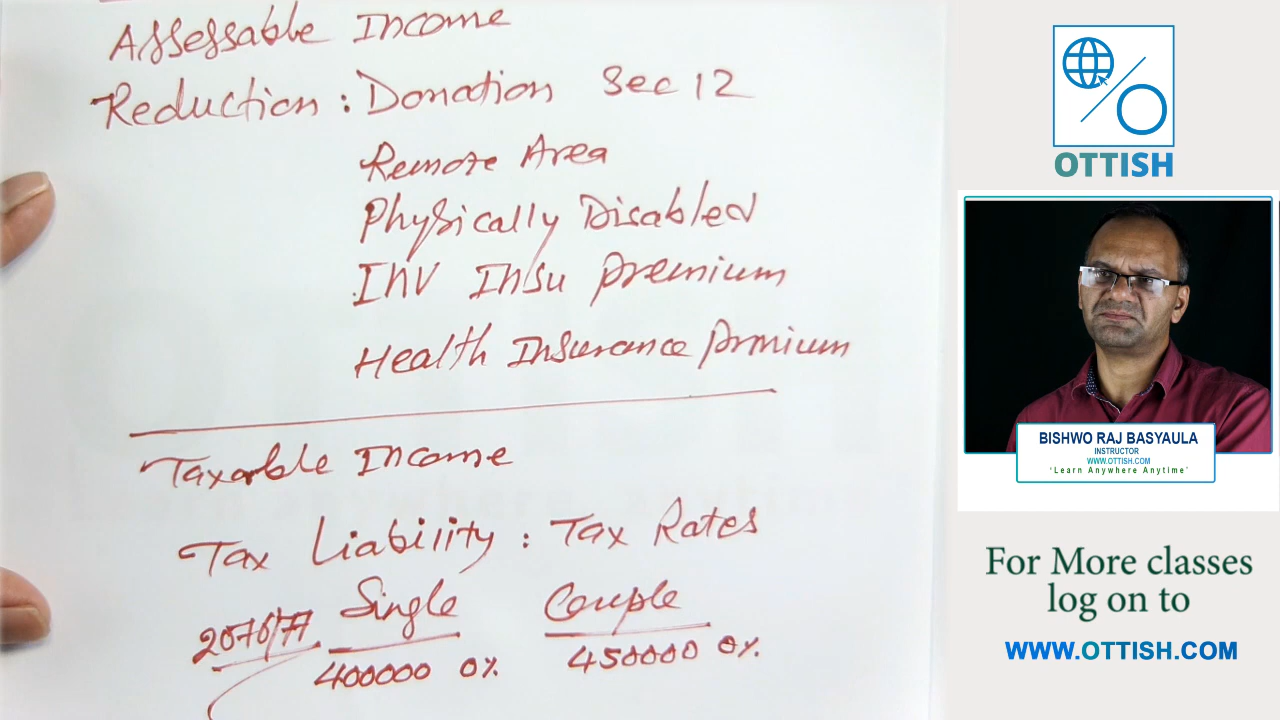 Assessable Income
Reduction : Donation Sec 12
Remote Area
Physically Disabled
INV Insu premium
Health Insurance prmium
Taxable Income
Tax Liability : Tax Rates
2076/77 Single Couple
400000 0% 450000 0%
OTTISH
BISHWO RAJ BASYAULA
INSTRUCTOR
WWW.OTTISH.COM
'Learn Anywhere Anytime'
For More classes
log on to
WWW.OTTISH.COM